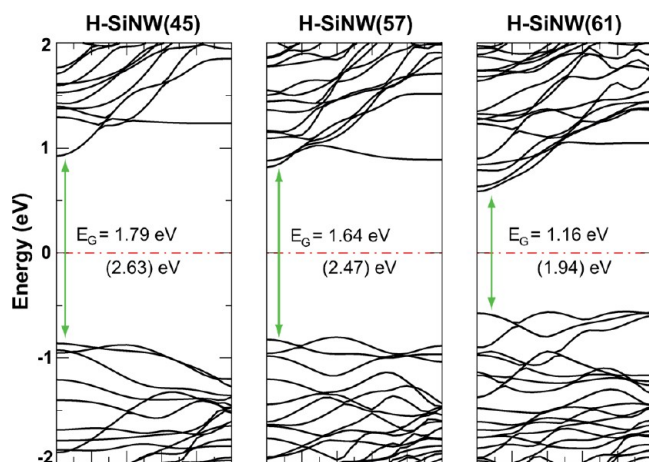 H-SiNW(45) H-SiNW(57) H-SiNW(61)
Energy (eV)
2
1
0
-1
-2
E_G = 1.79 eV
(2.63) eV
E_G = 1.64 eV
(2.47) eV
E_G = 1.16 eV
(1.94) eV